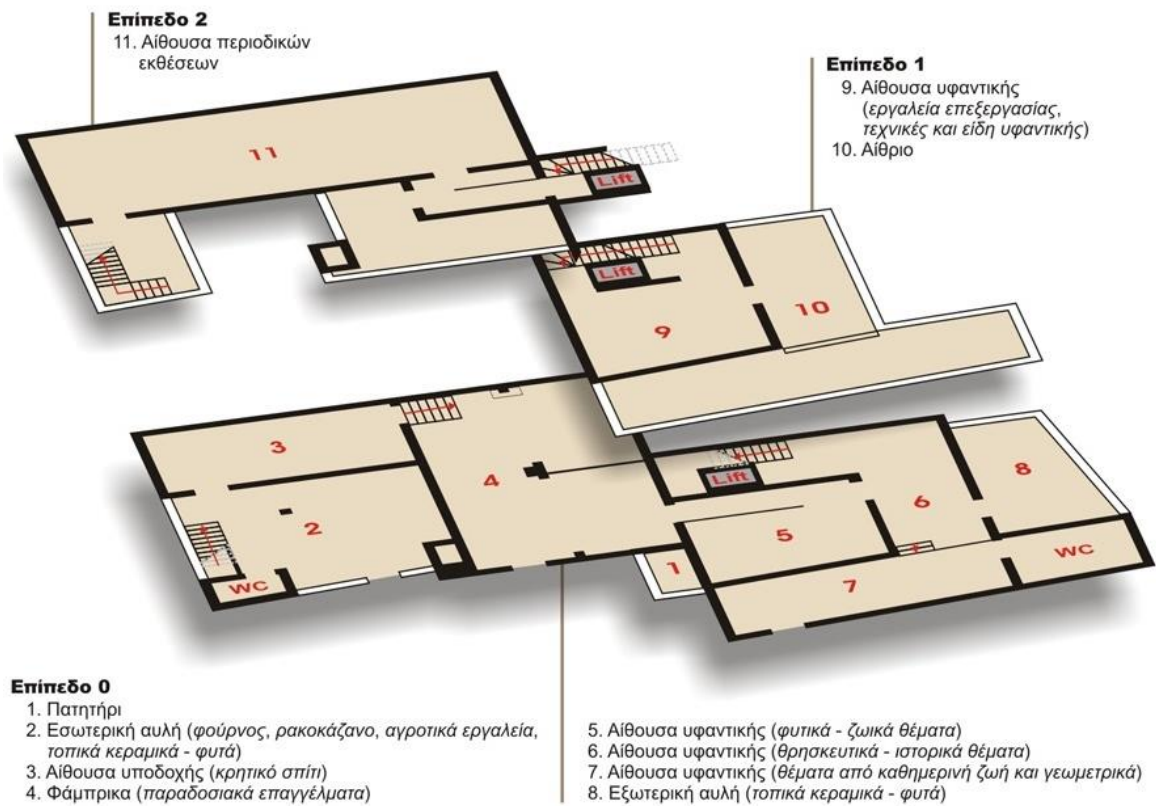 Επίπεδο 2
11. Αίθουσα περιοδικών
εκθέσεων
Επίπεδο 1
9. Αίθουσα υφαντικής
(εργαλεία επεξεργασίας,
τεχνικές και είδη υφαντικής)
10. Αίθριο
11
Lift
Lift
9
10
3
4
2
WC
Lift
8
6
5
1
7
WC
Επίπεδο 0
1. Πατητήρι
2. Εσωτερική αυλή (φούρνος, ρακοκάζανο, αγροτικά εργαλεία,
τοπικά κεραμικά - φυτά)
3. Αίθουσα υποδοχής (κρητικό σπίτι)
4. Φάμπρικα (παραδοσιακά επαγγέλματα)
5. Αίθουσα υφαντικής (φυτικά - ζωικά θέματα)
6. Αίθουσα υφαντικής (θρησκευτικά - ιστορικά θέματα)
7. Αίθουσα υφαντικής (θέματα από καθημερινή ζωή και γεωμετρικά)
8. Εξωτερική αυλή (τοπικά κεραμικά - φυτά)